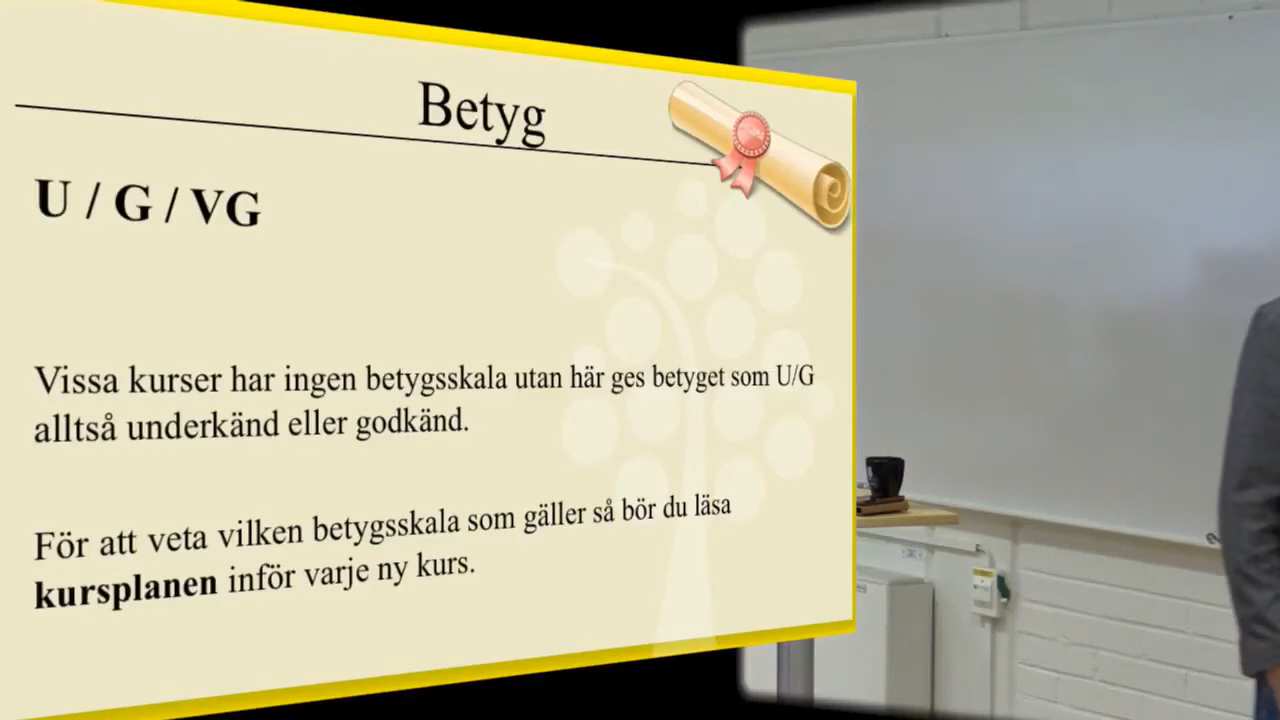 Betyg
U / G / VG
Vissa kurser har ingen betygsskala utan här ges betyget som U/G
alltså underkänd eller godkänd.
För att veta vilken betygsskala som gäller så bör du läsa
kursplanen inför varje ny kurs.